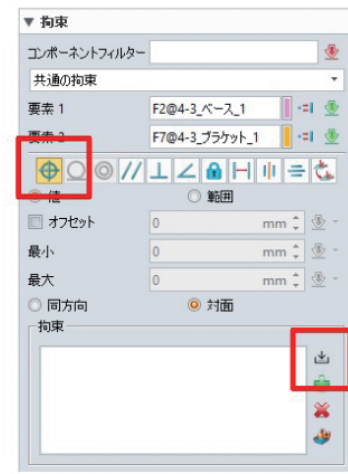 ▼ 拘束
コンポーネントフィルター
共通の拘束
要素 1 F2@4-3_ベース_1
要素 2 F7@4-3_ブラケット_1
値 範囲
オフセット 0 mm
最小 0 mm
最大 0 mm
同方向 対面
拘束